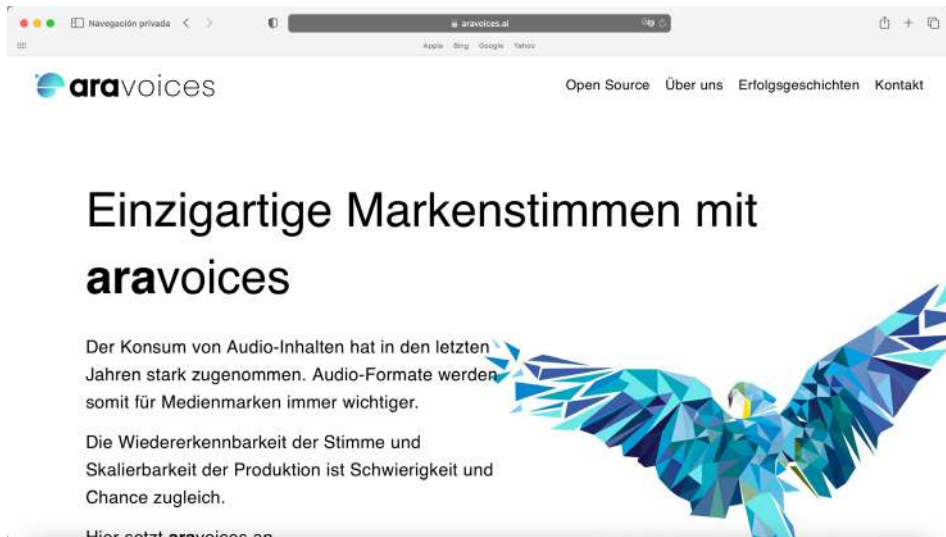 Navegación privada
aravoices.ai
Apple Bing Google Yahoo
aravoices
Open Source Über uns Erfolgsgeschichten Kontakt
Einzigartige Markenstimmen mit
aravoices
Der Konsum von Audio-Inhalten hat in den letzten
Jahren stark zugenommen. Audio-Formate werden
somit für Medienmarken immer wichtiger.
Die Wiedererkennbarkeit der Stimme und
Skalierbarkeit der Produktion ist Schwierigkeit und
Chance zugleich.
Hier setzt aravoices an